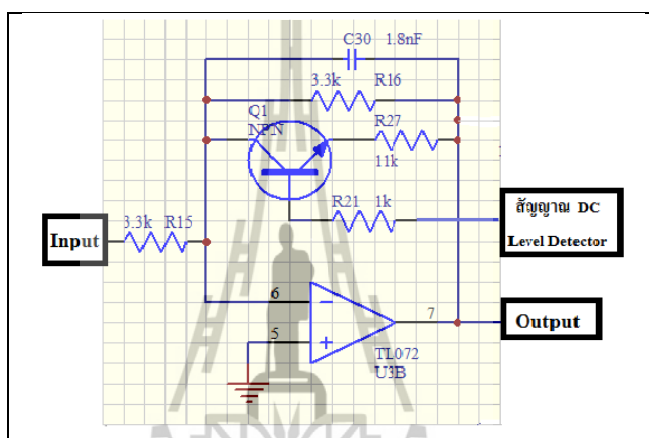 C30 1.8nF
3.3k R16
Q1
NPN
R27
11k
R21 1k
สัญญาณ DC
Level Detector
3.3k R15
Input
6
5
7
Output
TL072
U3B